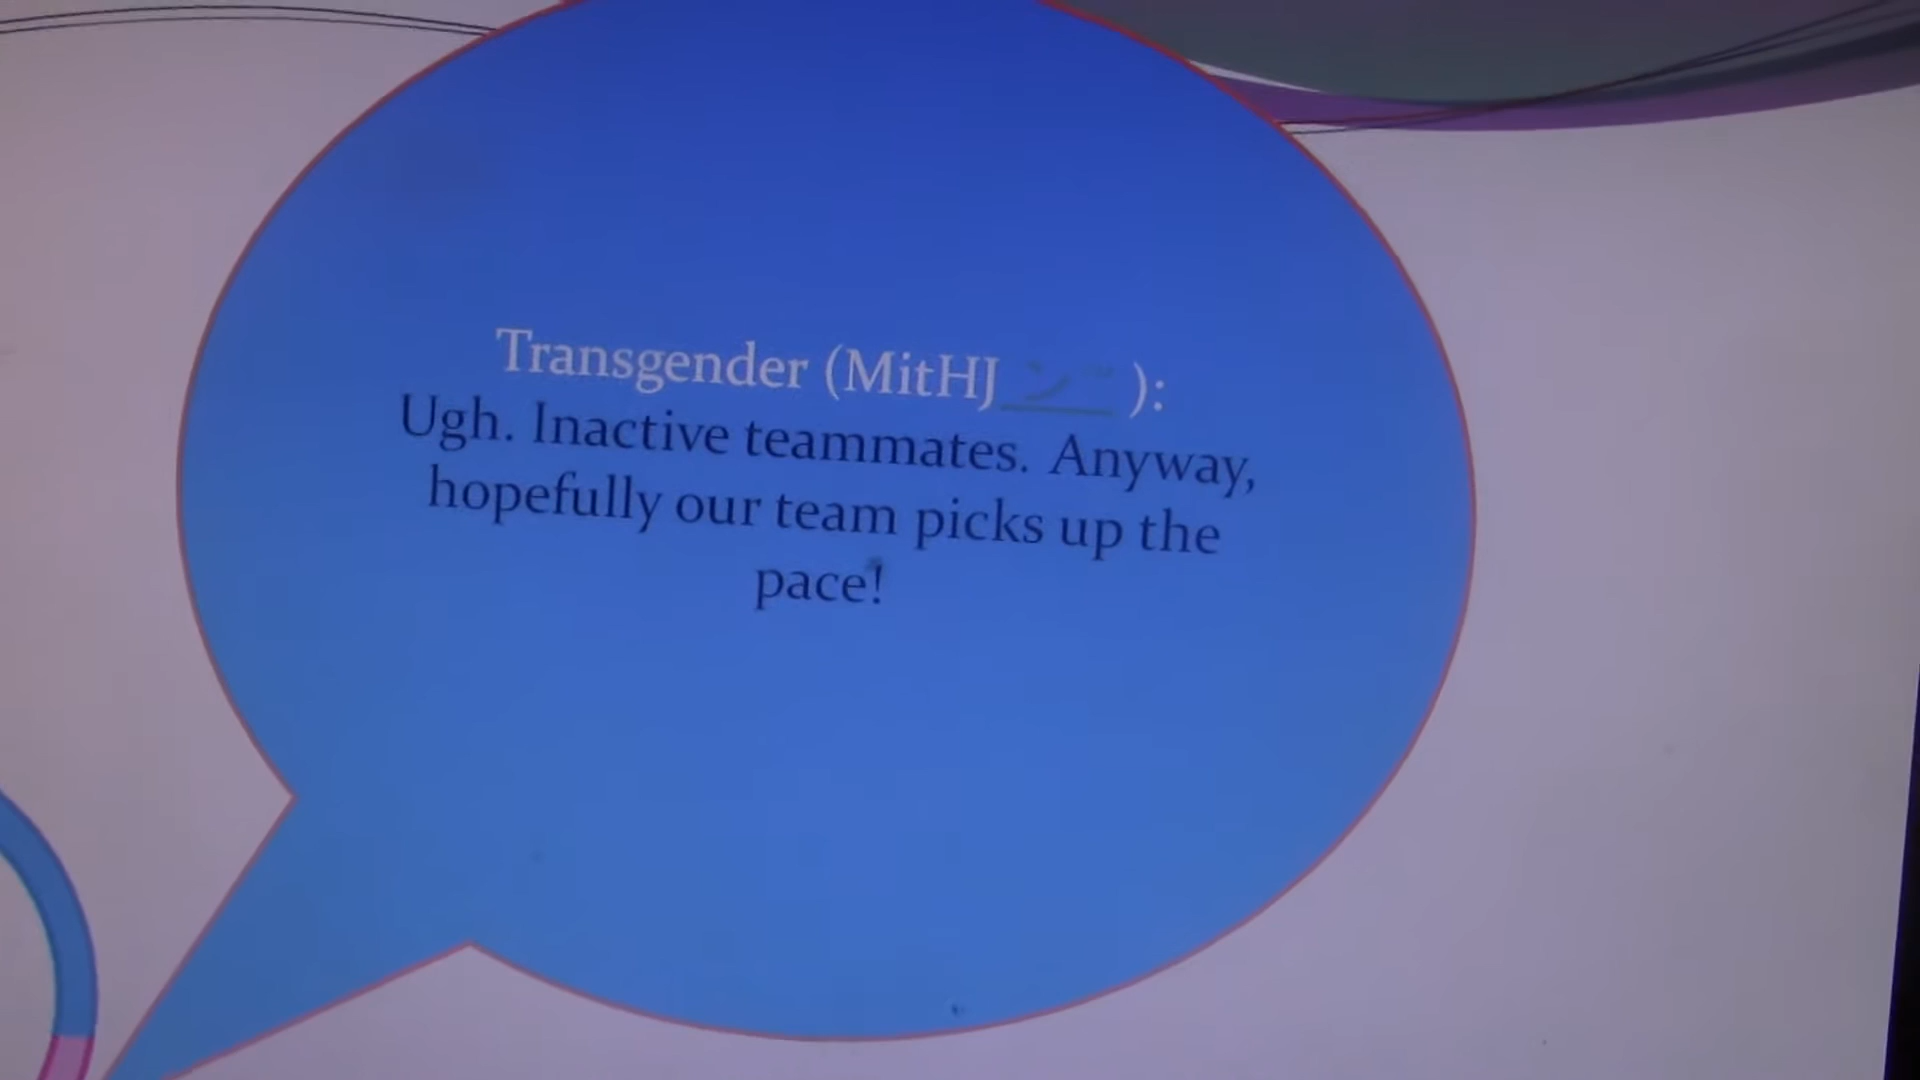 Transgender (MitHJ ):
Ugh. Inactive teammates. Anyway,
hopefully our team picks up the
pace!